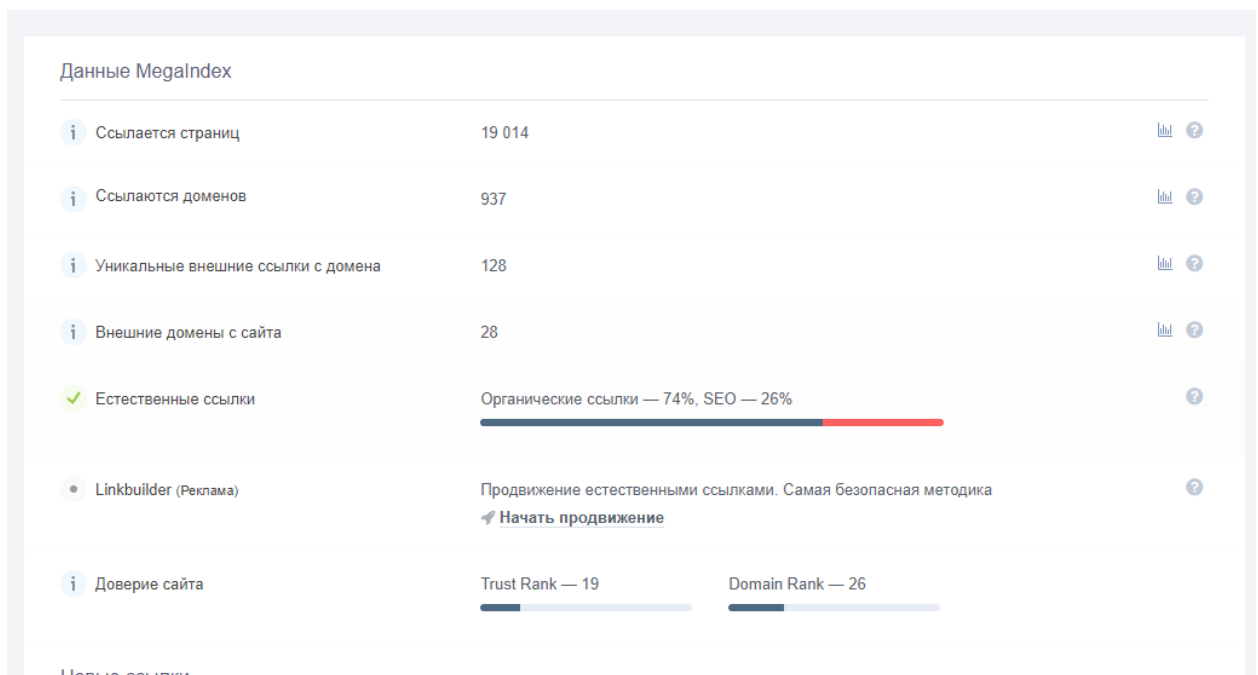 Данные MegaIndex
Ссылается страниц 19 014
Ссылаются доменов 937
Уникальные внешние ссылки с домена 128
Внешние домены с сайта 28
Естественные ссылки Органические ссылки — 74%, SEO — 26%
Linkbuilder (Реклама) Продвижение естественными ссылками. Самая безопасная методика
Начать продвижение
Доверие сайта Trust Rank — 19 Domain Rank — 26
Новые ссылки